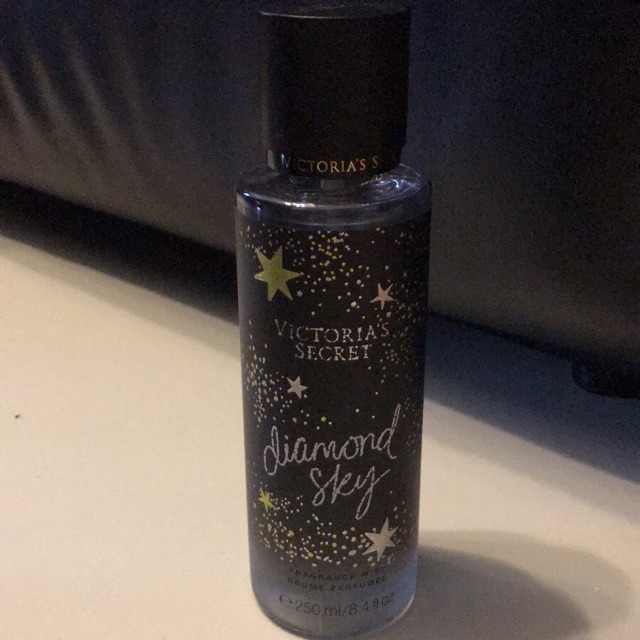 VICTORIA'S S
VICTORIA'S
SECRET
diamond
sky
FRAGRANCE MIST
BRUME PARFUMÉE
℮ 250 ml/8.4 fl oz